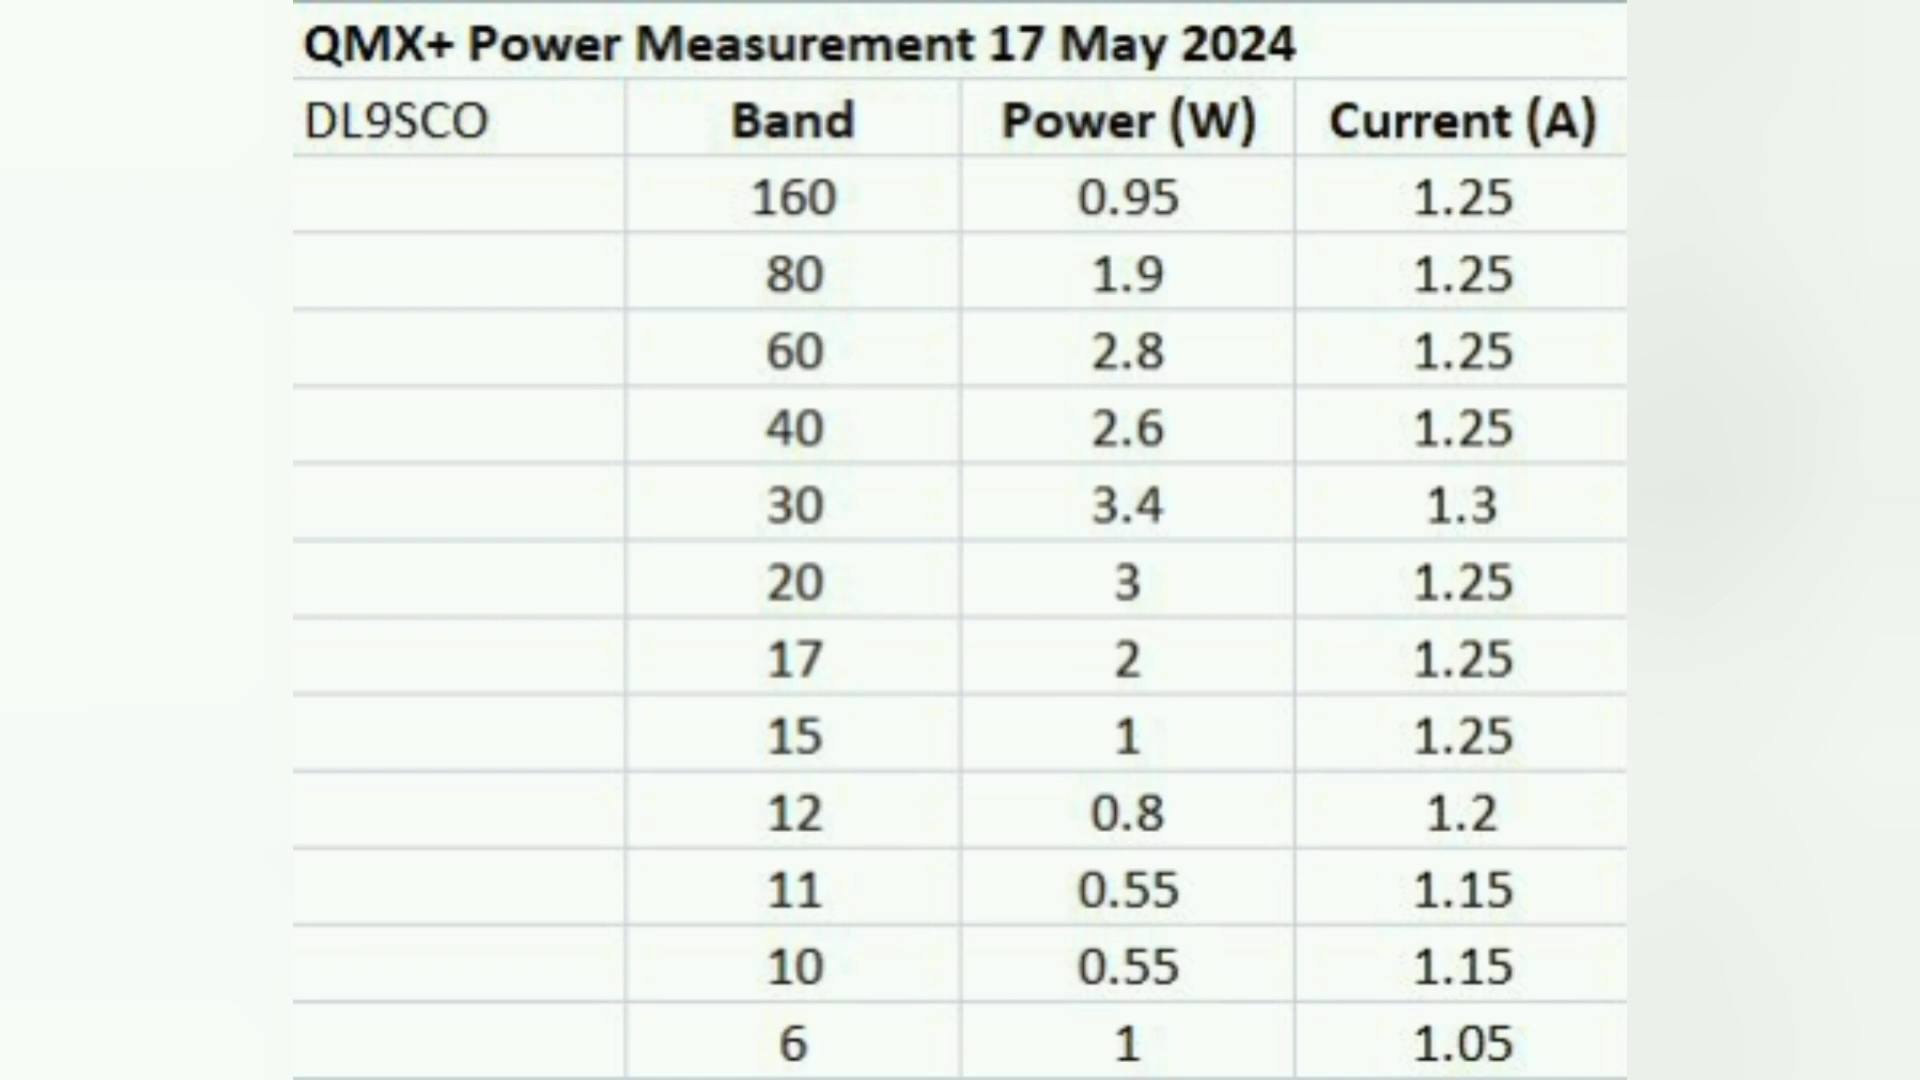 QMX+ Power Measurement 17 May 2024
DL9SCO Band Power (W) Current (A)
160 0.95 1.25
80 1.9 1.25
60 2.8 1.25
40 2.6 1.25
30 3.4 1.3
20 3 1.25
17 2 1.25
15 1 1.25
12 0.8 1.2
11 0.55 1.15
10 0.55 1.15
6 1 1.05